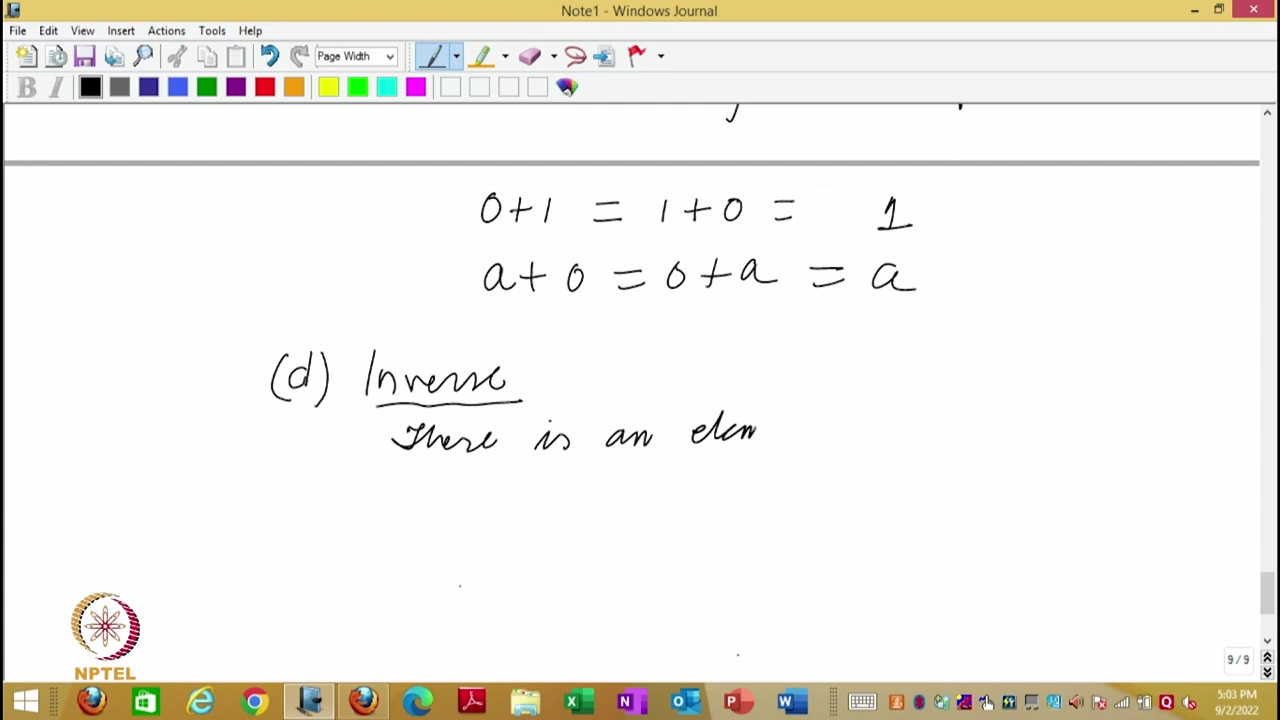 Note1 - Windows Journal
File Edit View Insert Actions Tools Help
Page Width
B I
0+1 = 1+0 = 1
a+0 = 0+a = a
(d) Inverse
There is an elem
NPTEL
9/9
5:03 PM
9/2/2022